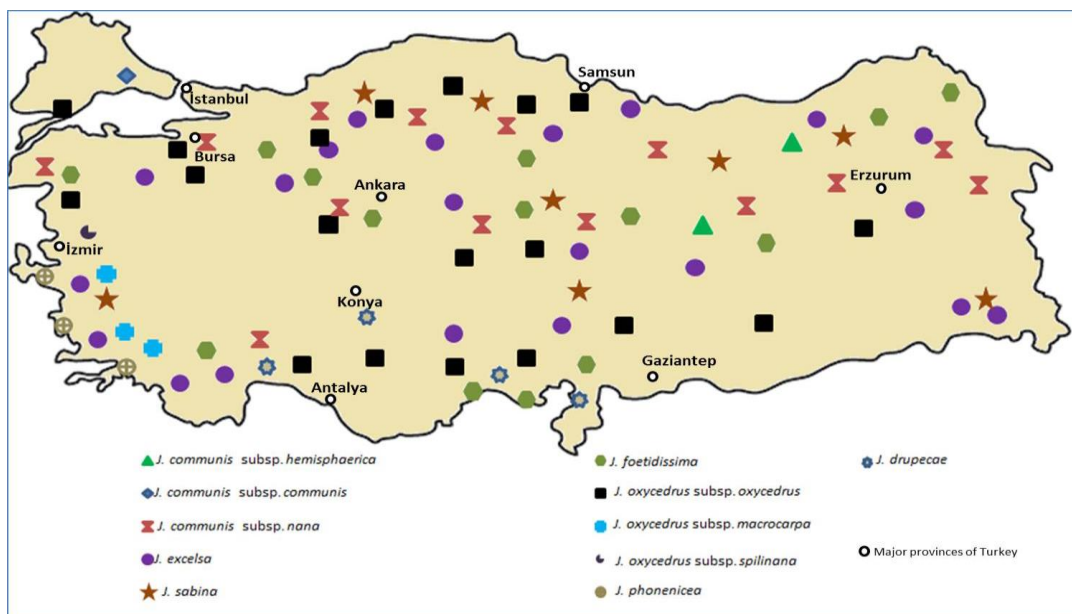 Samsun
İstanbul
Bursa
Ankara
Erzurum
İzmir
Konya
Gaziantep
Antalya
J. communis subsp. hemisphaerica
J. communis subsp. communis
J. communis subsp. nana
J. excelsa
J. sabina
J. foetidissima
J. oxycedrus subsp. oxycedrus
J. oxycedrus subsp. macrocarpa
J. oxycedrus subsp. spilinana
J. phonenicea
J. drupecae
Major provinces of Turkey